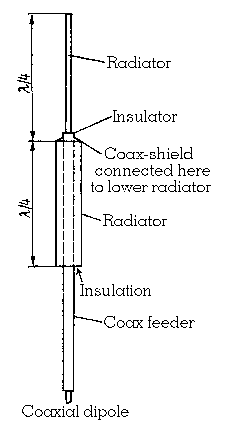 λ/4
Radiator
Insulator
Coax-shield
connected here
to lower radiator
λ/4
Radiator
Insulation
Coax feeder
Coaxial dipole